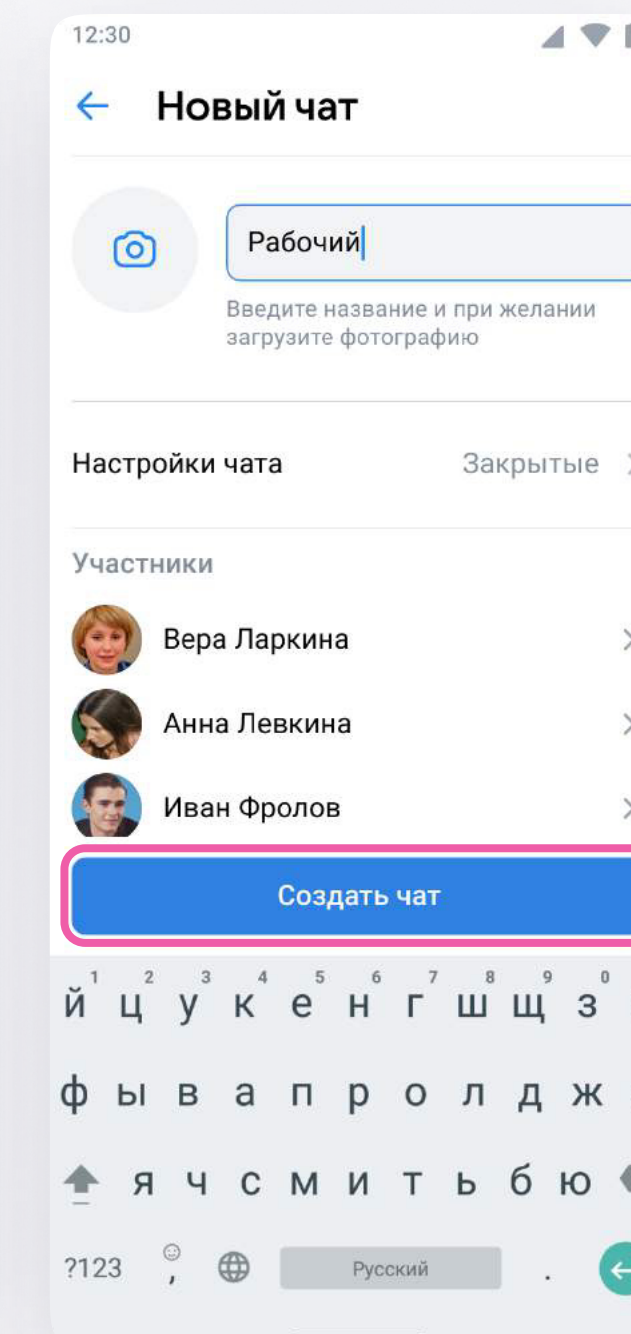 12:30
Новый чат
Рабочий
Введите название и при желании
загрузите фотографию
Настройки чата Закрытые
Участники
Вера Ларкина
Анна Левкина
Иван Фролов
Создать чат
1 2 3 4 5 6 7 8 9 0
й ц у к е н г ш щ з
ф ы в а п р о л д ж
я ч с м и т ь б ю
?123 , Русский .